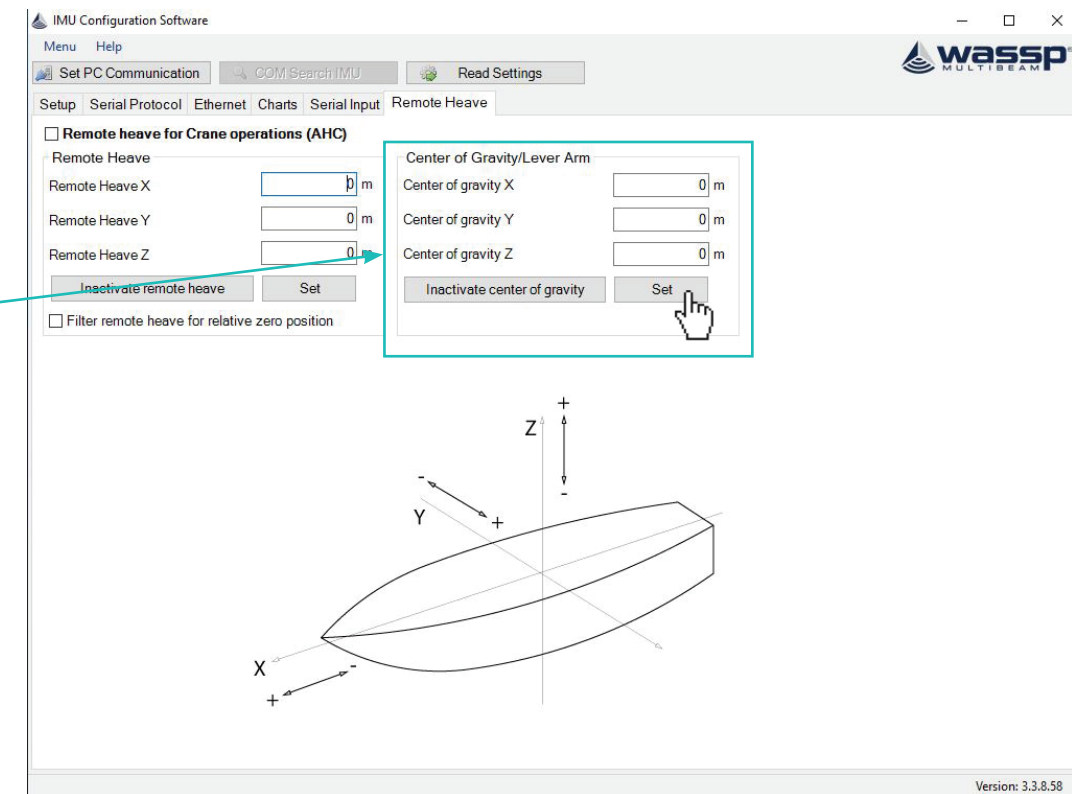 IMU Configuration Software
Menu Help
wassp
MULTIBEAM
Set PC Communication COM Search IMU Read Settings
Setup Serial Protocol Ethernet Charts Serial Input Remote Heave
Remote heave for Crane operations (AHC)
Remote Heave
Remote Heave X 0 m
Remote Heave Y 0 m
Remote Heave Z 0 m
Inactivate remote heave Set
Filter remote heave for relative zero position
Center of Gravity/Lever Arm
Center of gravity X 0 m
Center of gravity Y 0 m
Center of gravity Z 0 m
Inactivate center of gravity Set
+
Z
-
-
Y
+
X
-
+
Version: 3.3.8.58